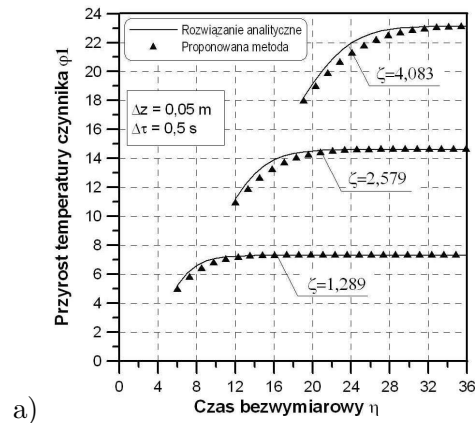 Rozwiązanie analityczne
Proponowana metoda
Δz = 0,05 m
Δτ = 0,5 s
ζ=4,083
ζ=2,579
ζ=1,289
Przyrost temperatury czynnika φ1
24
22
20
18
16
14
12
10
8
6
4
2
0
0 4 8 12 16 20 24 28 32 36
Czas bezwymiarowy η
a)